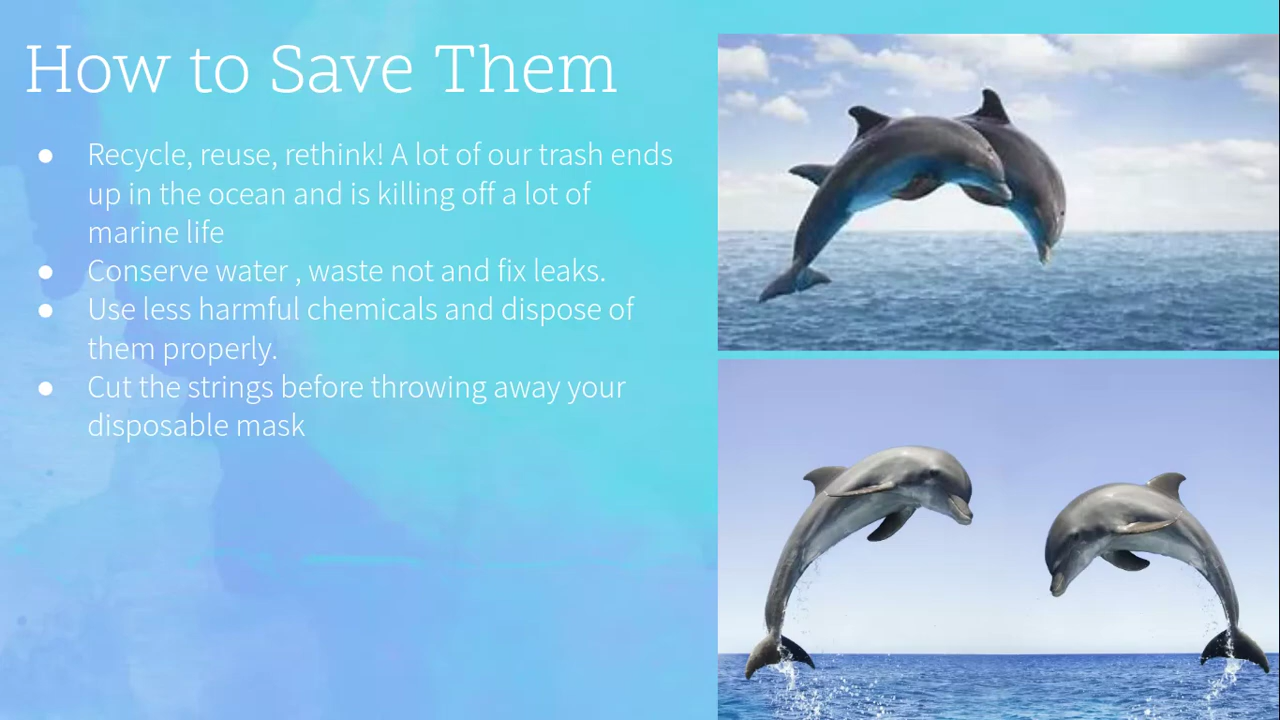 How to Save Them
● Recycle, reuse, rethink! A lot of our trash ends
up in the ocean and is killing off a lot of
marine life
● Conserve water , waste not and fix leaks.
● Use less harmful chemicals and dispose of
them properly.
● Cut the strings before throwing away your
disposable mask